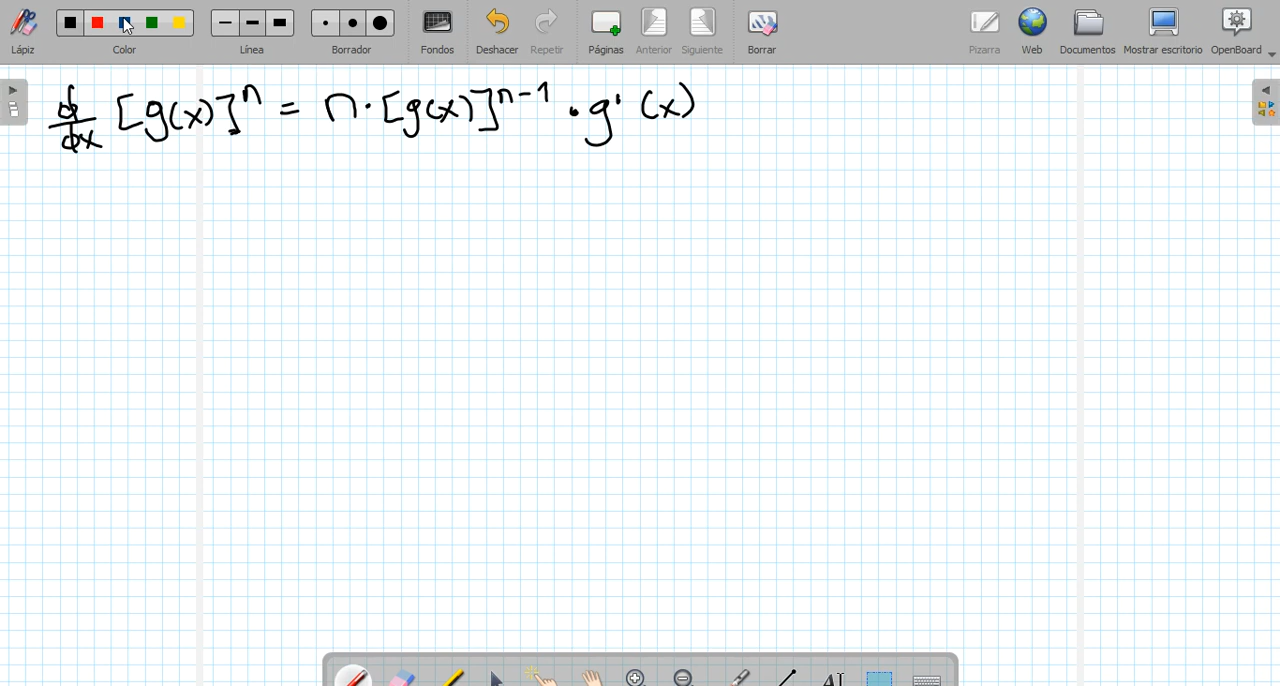 Lápiz Color Línea Borrador Fondos Deshacer Repetir Páginas Anterior Siguiente Borrar Pizarra Web Documentos Mostrar escritorio OpenBoard
d/dx [g(x)]^n = n · [g(x)]^{n-1} · g'(x)